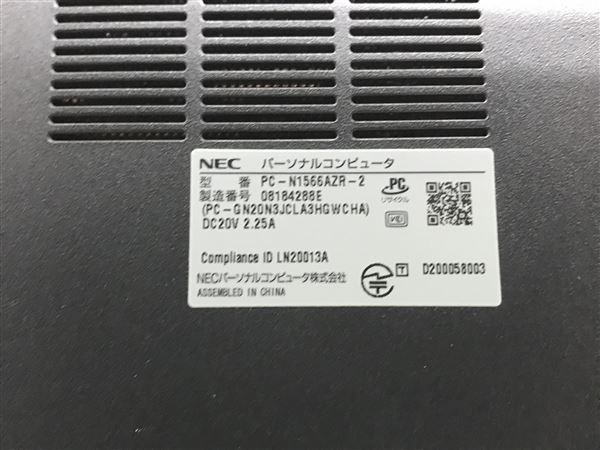 NEC パーソナルコンピュータ
型 番 PC-N1566AZR-2
製造番号 08184288E
(PC-GN20N3JCLA3HGWCHA)
DC20V 2.25A
PC
リサイクル
Compliance ID LN20013A
NECパーソナルコンピュータ株式会社
ASSEMBLED IN CHINA
T D200058003